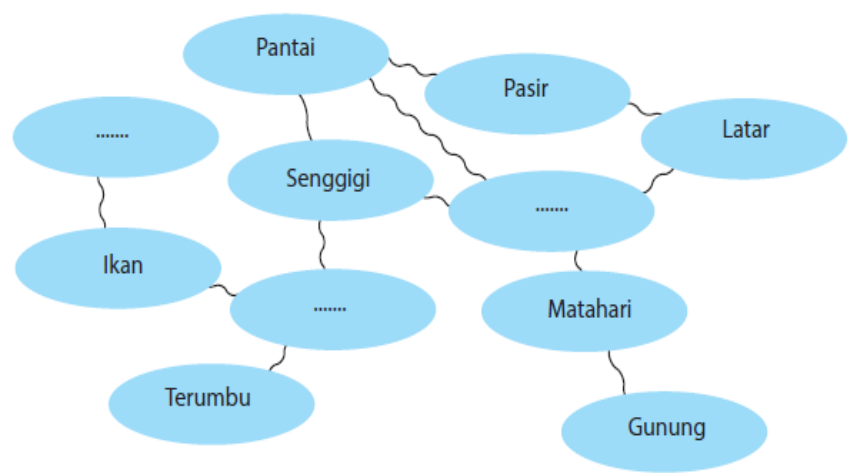 Pantai
Pasir
Latar
.......
Senggigi
.......
Ikan
.......
Matahari
Terumbu
Gunung